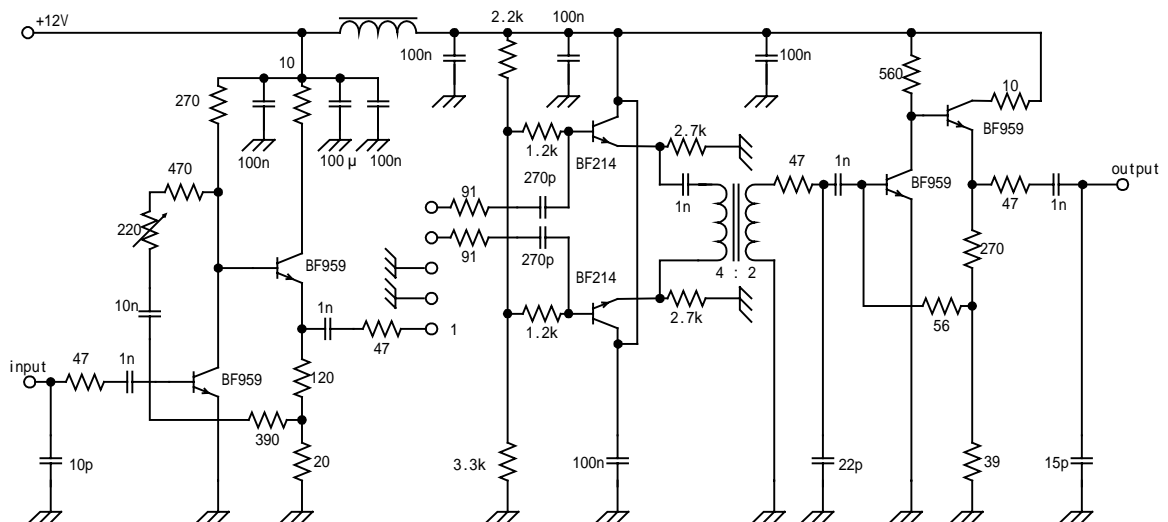 +12V
2.2k
100n
100n
100n
10
270
100n
100 µ
100n
560
10
BF959
1.2k
BF214
2.7k
470
270p
91
220
1n
47
1n
BF959
output
47
1n
91
270p
BF214
4 : 2
270
BF959
10n
1n
47
1
1.2k
2.7k
56
input
47
1n
BF959
120
390
20
10p
3.3k
100n
22p
39
15p